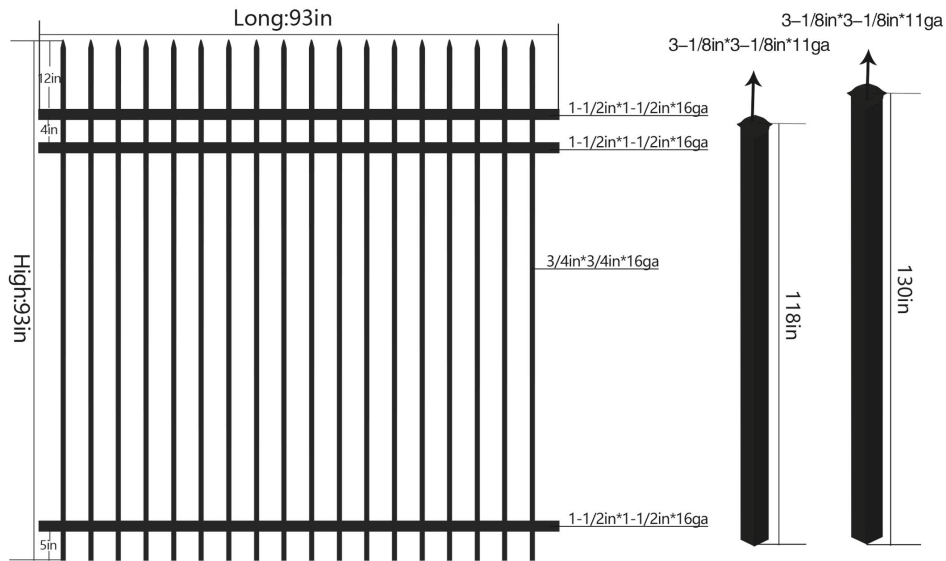 Long:93in
3-1/8in*3-1/8in*11ga
3-1/8in*3-1/8in*11ga
12in
1-1/2in*1-1/2in*16ga
4in
1-1/2in*1-1/2in*16ga
3/4in*3/4in*16ga
High:93in
118in
130in
1-1/2in*1-1/2in*16ga
5in